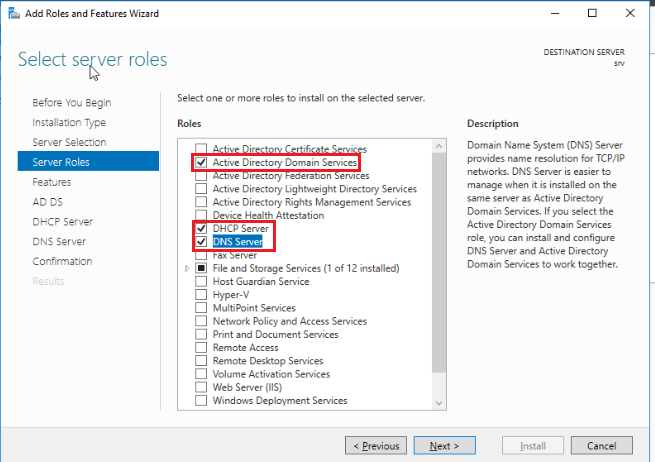 Add Roles and Features Wizard
Select server roles
DESTINATION SERVER
srv
Before You Begin
Installation Type
Server Selection
Server Roles
Features
AD DS
DHCP Server
DNS Server
Confirmation
Results
Select one or more roles to install on the selected server.
Roles
Active Directory Certificate Services
Active Directory Domain Services
Active Directory Federation Services
Active Directory Lightweight Directory Services
Active Directory Rights Management Services
Device Health Attestation
DHCP Server
DNS Server
Fax Server
File and Storage Services (1 of 12 installed)
Host Guardian Service
Hyper-V
MultiPoint Services
Network Policy and Access Services
Print and Document Services
Remote Access
Remote Desktop Services
Volume Activation Services
Web Server (IIS)
Windows Deployment Services
Description
Domain Name System (DNS) Server
provides name resolution for TCP/IP
networks. DNS Server is easier to
manage when it is installed on the
same server as Active Directory
Domain Services. If you select the
Active Directory Domain Services
role, you can install and configure
DNS Server and Active Directory
Domain Services to work together.
< Previous
Next >
Install
Cancel